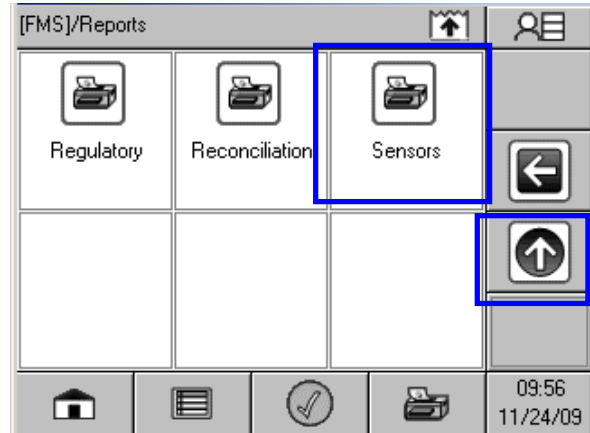 [FMS]/Reports
Regulatory
Reconciliation
Sensors
09:56
11/24/09